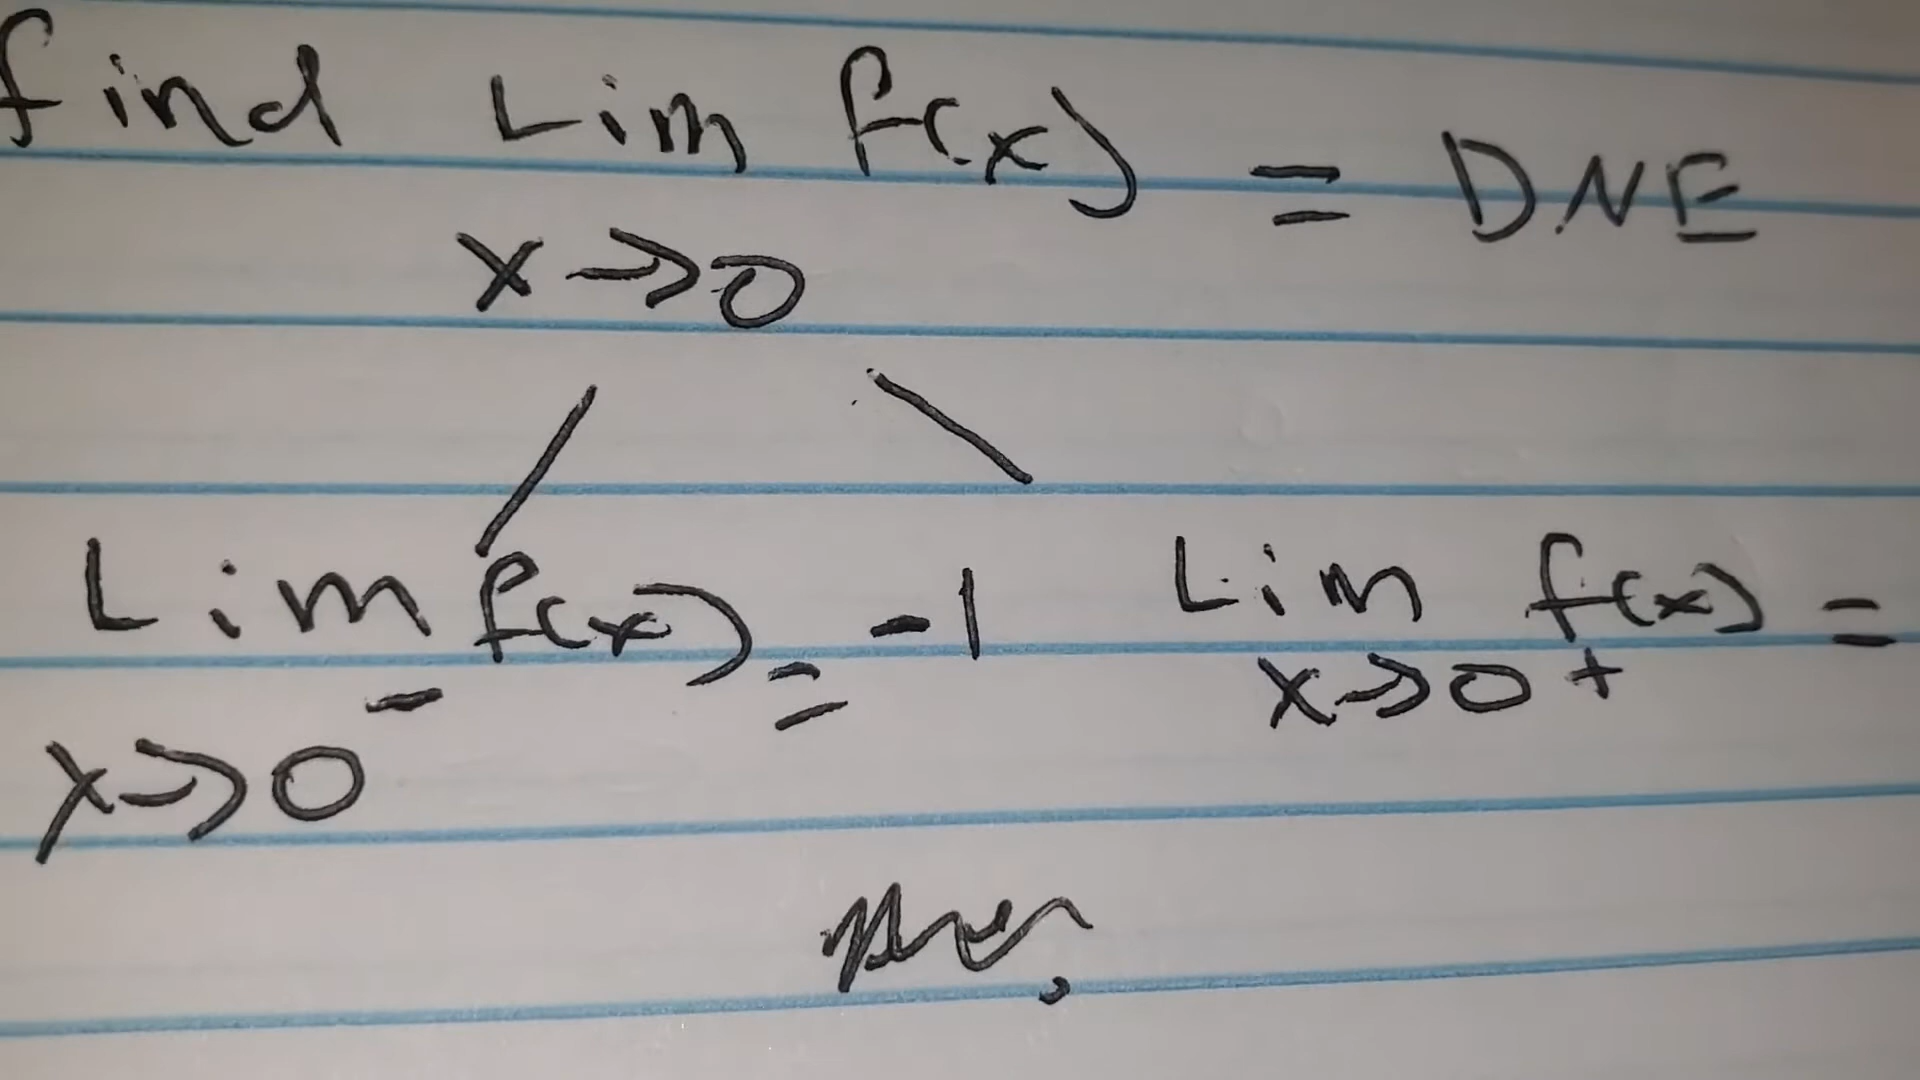 find Lim f(x) = DNE
x→0
Lim f(x) = -1 Lim f(x) =
x→0⁻ x→0+